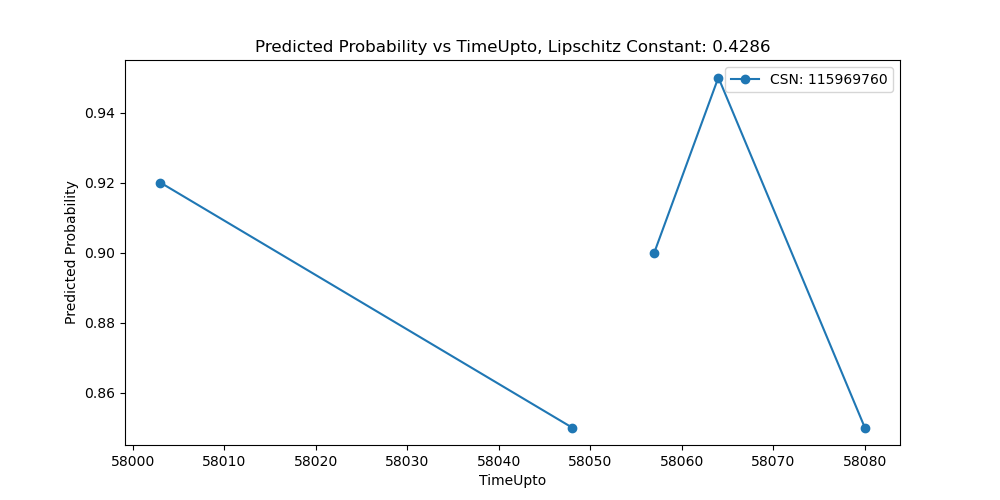 Predicted Probability vs TimeUpto, Lipschitz Constant: 0.4286
CSN: 115969760
0.94
0.92
0.90
0.88
0.86
Predicted Probability
58000 58010 58020 58030 58040 58050 58060 58070 58080
TimeUpto